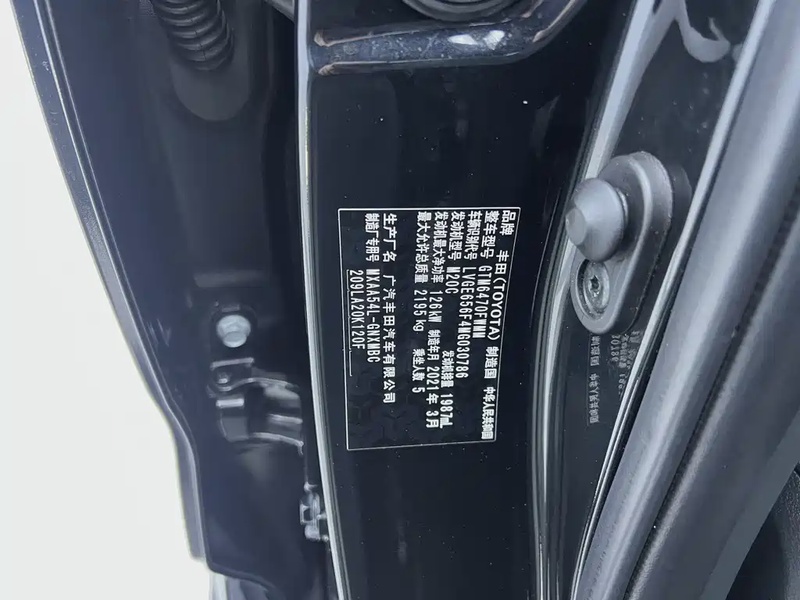 品牌 丰田(TOYOTA) 制造国 中华人民共和国
整车型号 GTM6470FWMM
车辆识别代号 LVGE656F4MG030786
发动机型号 M20C 发动机排量 1987ml
发动机最大净功率 126kW 制造年月 2021年 3月
最大允许总质量 2195kg 乘坐人数 5
生产厂名 广汽丰田汽车有限公司
制造厂专用号 MXAA54L-GNXMBC
209LA20K120F